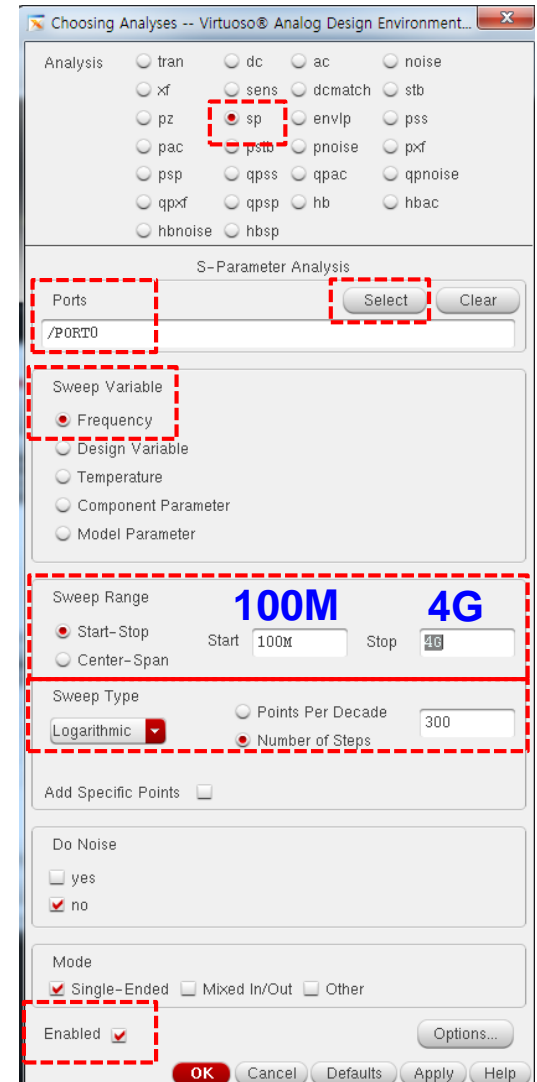 Choosing Analyses -- Virtuoso® Analog Design Environment...
Analysis tran dc ac noise
xf sens dcmatch stb
pz sp envlp pss
pac pstb pnoise pxf
psp qpss qpac qpnoise
qpxf qpsp hb hbac
hbnoise hbsp
S-Parameter Analysis
Ports Select Clear
/PORT0
Sweep Variable
Frequency
Design Variable
Temperature
Component Parameter
Model Parameter
Sweep Range 100M 4G
Start-Stop Start 100M Stop 4G
Center-Span
Sweep Type
Points Per Decade
Logarithmic 300
Number of Steps
Add Specific Points
Do Noise
yes
no
Mode
Single-Ended Mixed In/Out Other
Enabled Options...
OK Cancel Defaults Apply Help